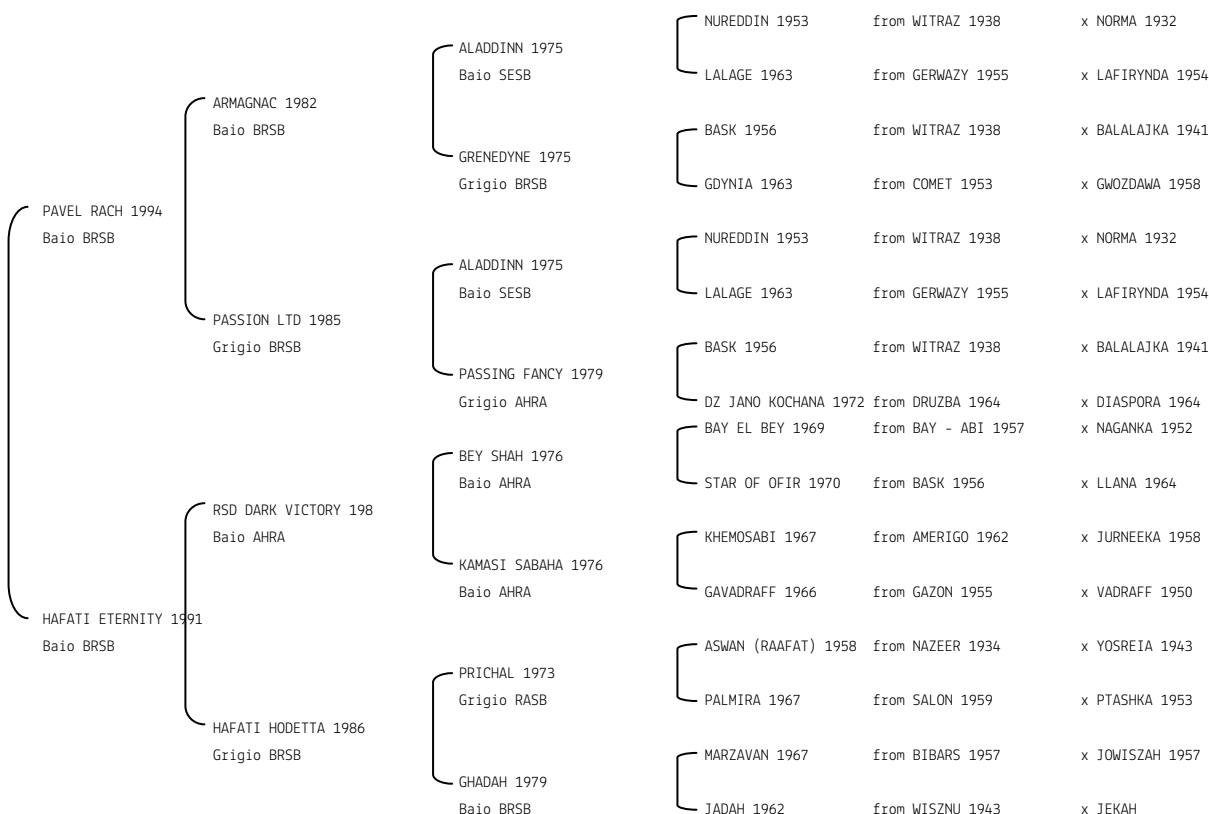 NUREDDIN 1953 from WITRAZ 1938 x NORMA 1932
ALADDINN 1975
Baio SESB
LALAGE 1963 from GERWAZY 1955 x LAFIRYNDA 1954
ARMAGNAC 1982
Baio BRSB
BASK 1956 from WITRAZ 1938 x BALALAJKA 1941
GRENEDYNE 1975
Grigio BRSB
GDYNIA 1963 from COMET 1953 x GWOZDAWA 1958
PAVEL RACH 1994
Baio BRSB
NUREDDIN 1953 from WITRAZ 1938 x NORMA 1932
ALADDINN 1975
Baio SESB
LALAGE 1963 from GERWAZY 1955 x LAFIRYNDA 1954
PASSION LTD 1985
Grigio BRSB
BASK 1956 from WITRAZ 1938 x BALALAJKA 1941
PASSING FANCY 1979
Grigio AHRA
DZ JANO KOCHANA 1972 from DRUZBA 1964 x DIASPORA 1964
BAY EL BEY 1969 from BAY - ABI 1957 x NAGANKA 1952
BEY SHAH 1976
Baio AHRA
STAR OF OFIR 1970 from BASK 1956 x LLANA 1964
RSD DARK VICTORY 198
Baio AHRA
KHEMOSABI 1967 from AMERIGO 1962 x JURNEEKA 1958
KAMASI SABAHA 1976
Baio AHRA
GAVADRAFF 1966 from GAZON 1955 x VADRAFF 1950
HAFATI ETERNITY 1991
Baio BRSB
ASWAN (RAAFAT) 1958 from NAZEER 1934 x YOSREIA 1943
PRICHAL 1973
Grigio RASB
PALMIRA 1967 from SALON 1959 x PTASHKA 1953
HAFATI HODETTA 1986
Grigio BRSB
MARZAVAN 1967 from BIBARS 1957 x JOWISZAH 1957
GHADAH 1979
Baio BRSB
JADAH 1962 from WISZNU 1943 x JEKAH